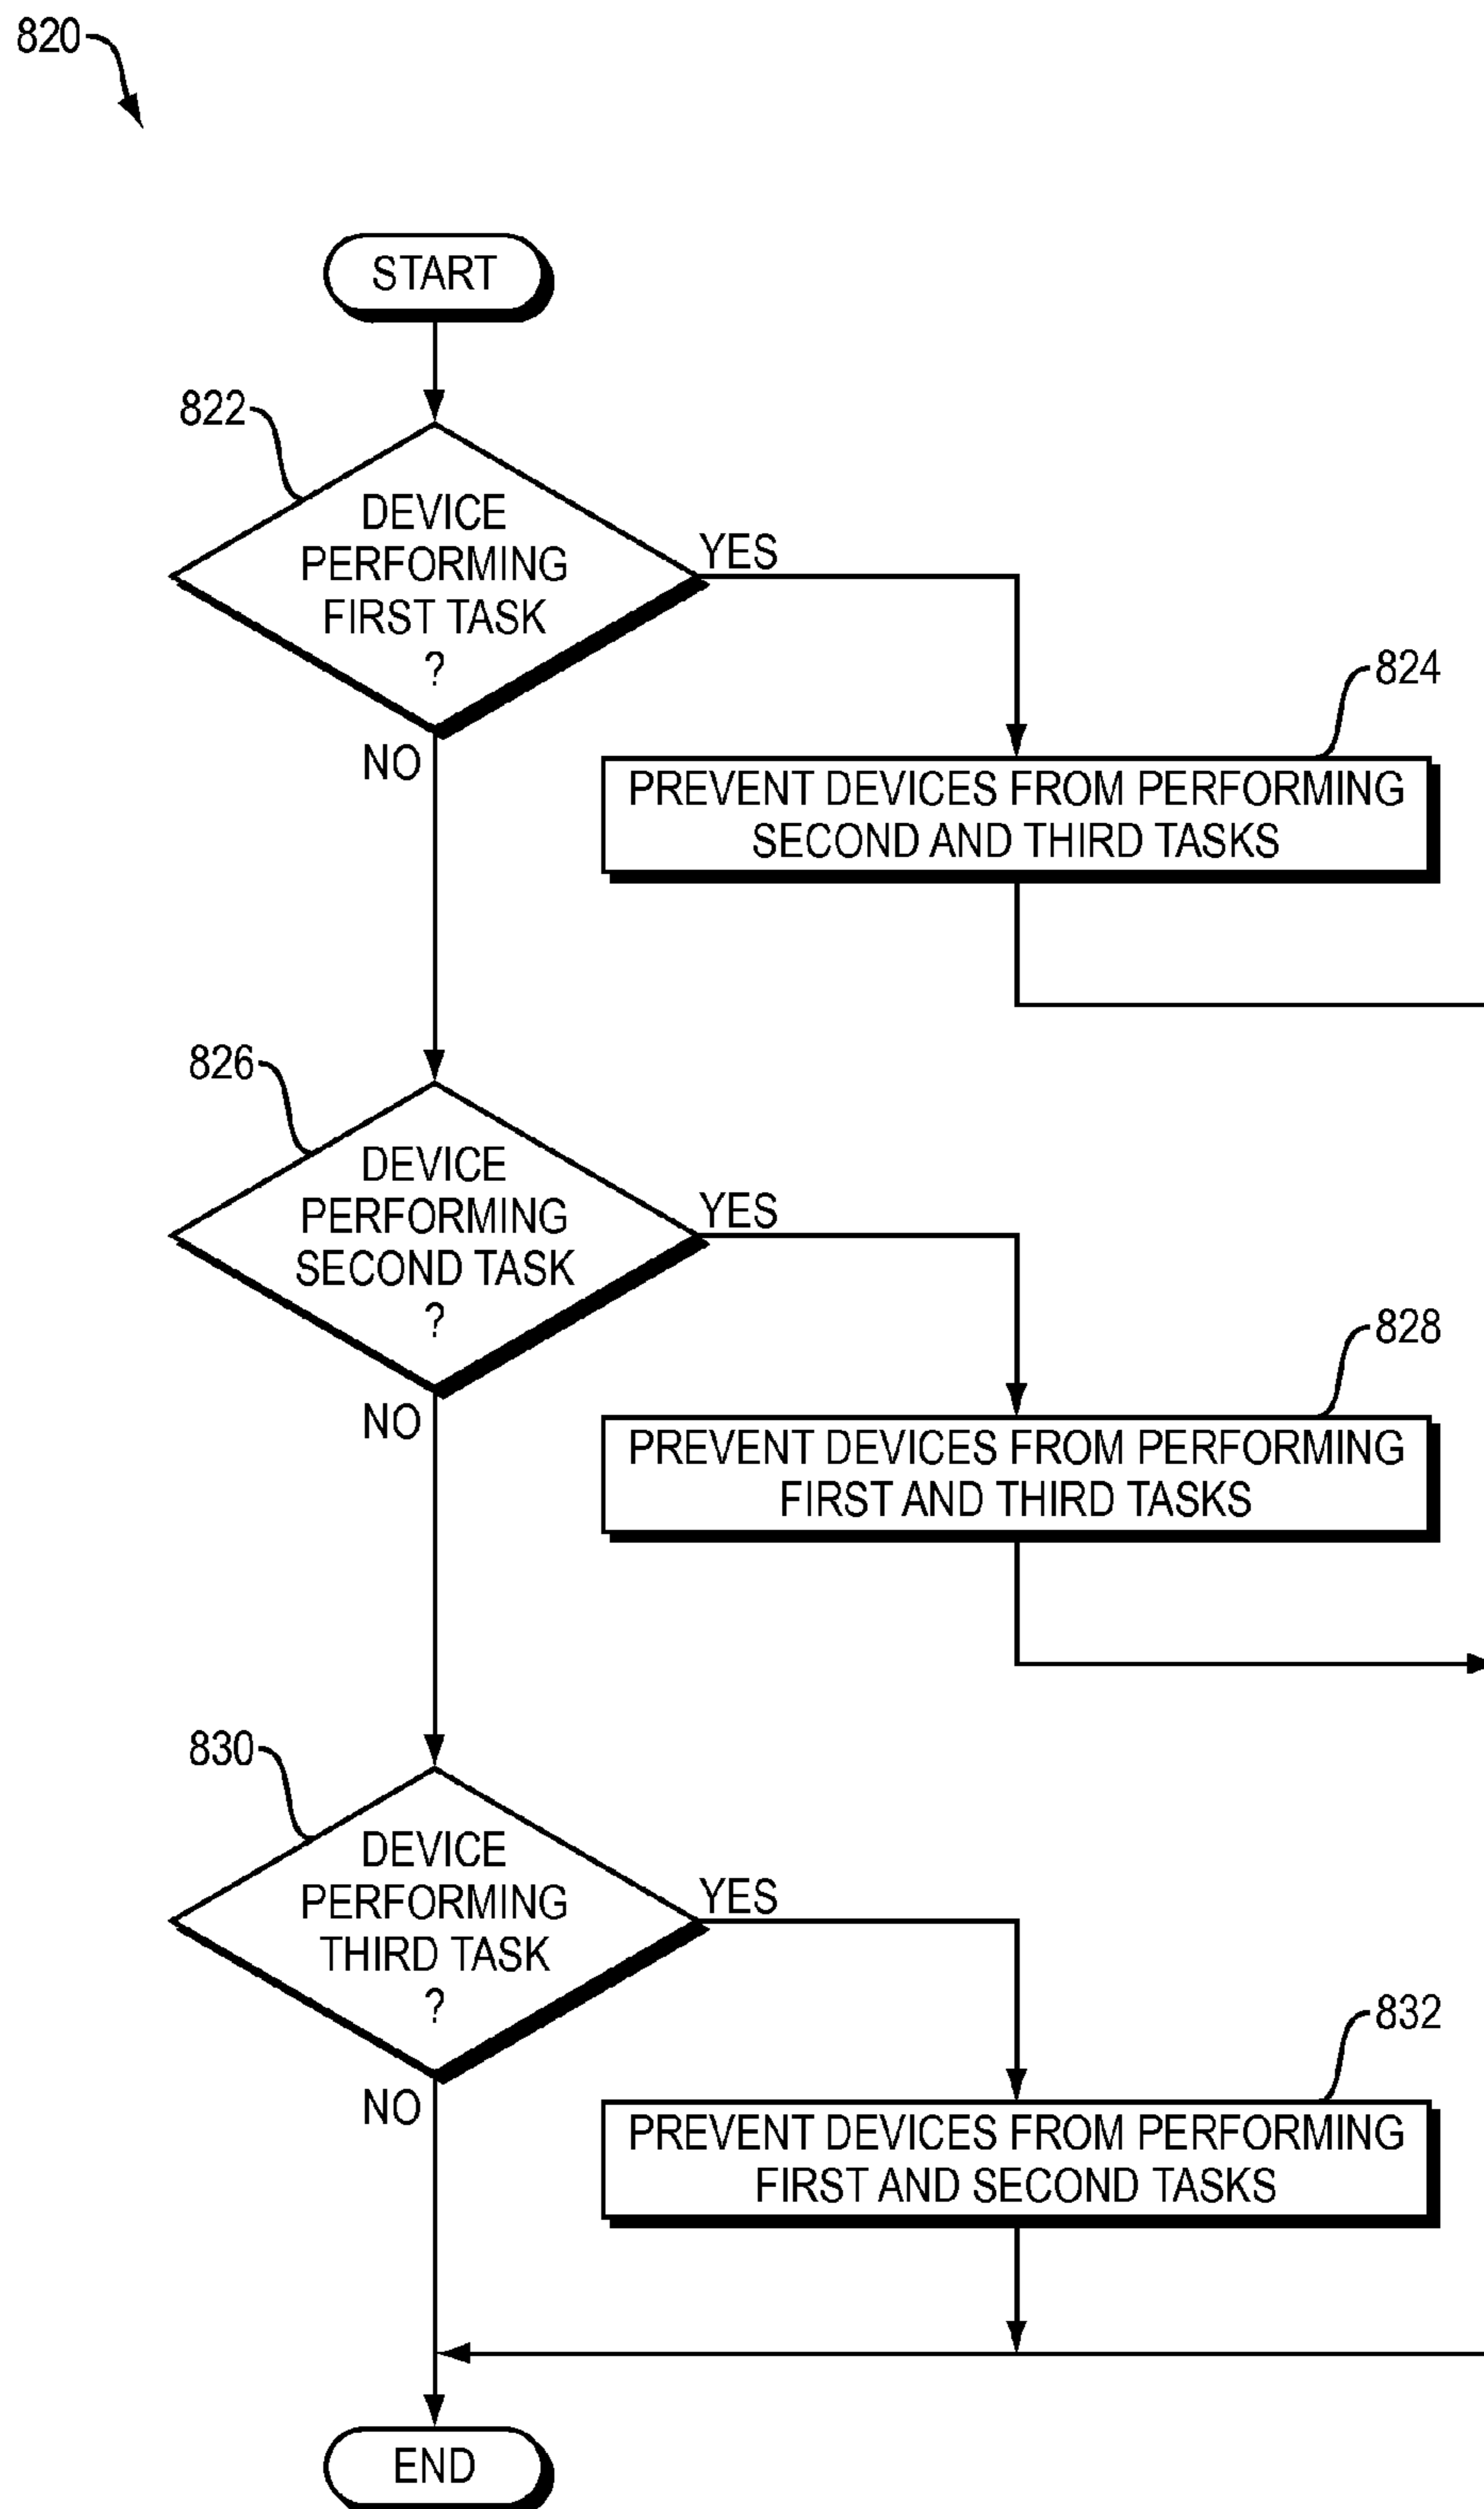 820
START
822
DEVICE
PERFORMING
FIRST TASK
?
YES
NO
824
PREVENT DEVICES FROM PERFORMING
SECOND AND THIRD TASKS
826
DEVICE
PERFORMING
SECOND TASK
?
YES
NO
828
PREVENT DEVICES FROM PERFORMING
FIRST AND THIRD TASKS
830
DEVICE
PERFORMING
THIRD TASK
?
YES
NO
832
PREVENT DEVICES FROM PERFORMING
FIRST AND SECOND TASKS
END